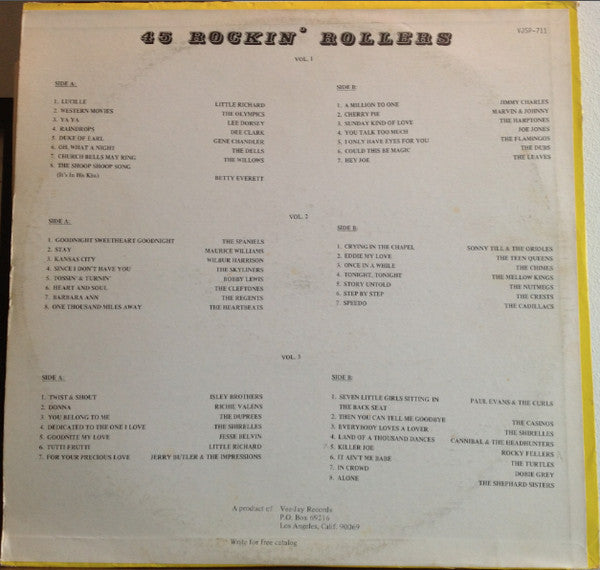 45 ROCKIN' ROLLERS
VJSP-711
VOL. 1
SIDE A:
1. LUCILLE LITTLE RICHARD
2. WESTERN MOVIES THE OLYMPICS
3. YA YA LEE DORSEY
4. RAINDROPS DEE CLARK
5. DUKE OF EARL GENE CHANDLER
6. OH, WHAT A NIGHT THE DELLS
7. CHURCH BELLS MAY RING THE WILLOWS
8. THE SHOOP SHOOP SONG
(It's In His Kiss) BETTY EVERETT
SIDE B:
1. A MILLION TO ONE JIMMY CHARLES
2. CHERRY PIE MARVIN & JOHNNY
3. SUNDAY KIND OF LOVE THE HARPTONES
4. YOU TALK TOO MUCH JOE JONES
5. I ONLY HAVE EYES FOR YOU THE FLAMINGOS
6. COULD THIS BE MAGIC THE DUBS
7. HEY JOE THE LEAVES
VOL. 2
SIDE A:
1. GOODNIGHT SWEETHEART GOODNIGHT THE SPANIELS
2. STAY MAURICE WILLIAMS
3. KANSAS CITY WILBUR HARRISON
4. SINCE I DON'T HAVE YOU THE SKYLINERS
5. TOSSIN' & TURNIN' BOBBY LEWIS
6. HEART AND SOUL THE CLEFTONES
7. BARBARA ANN THE REGENTS
8. ONE THOUSAND MILES AWAY THE HEARTBEATS
SIDE B:
1. CRYING IN THE CHAPEL SONNY TILL & THE ORIOLES
2. EDDIE MY LOVE THE TEEN QUEENS
3. ONCE IN A WHILE THE CHIMES
4. TONIGHT, TONIGHT THE MELLOW KINGS
5. STORY UNTOLD THE NUTMEGS
6. STEP BY STEP THE CRESTS
7. SPEEDO THE CADILLACS
VOL. 3
SIDE A:
1. TWIST & SHOUT ISLEY BROTHERS
2. DONNA RICHIE VALENS
3. YOU BELONG TO ME THE DUPREES
4. DEDICATED TO THE ONE I LOVE THE SHIRELLES
5. GOODNITE MY LOVE JESSE BELVIN
6. TUTTI FRUTTI LITTLE RICHARD
7. FOR YOUR PRECIOUS LOVE JERRY BUTLER & THE IMPRESSIONS
SIDE B:
1. SEVEN LITTLE GIRLS SITTING IN
THE BACK SEAT PAUL EVANS & THE CURLS
2. THEN YOU CAN TELL ME GOODBYE THE CASINOS
3. EVERYBODY LOVES A LOVER THE SHIRELLES
4. LAND OF A THOUSAND DANCES CANNIBAL & THE HEADHUNTERS
5. KILLER JOE ROCKY FELLERS
6. IT AIN'T ME BABE THE TURTLES
7. IN CROWD DOBIE GREY
8. ALONE THE SHEPHARD SISTERS
A product of: Vee-Jay Records
P.O. Box 69216
Los Angeles, Calif. 90069
Write for free catalog